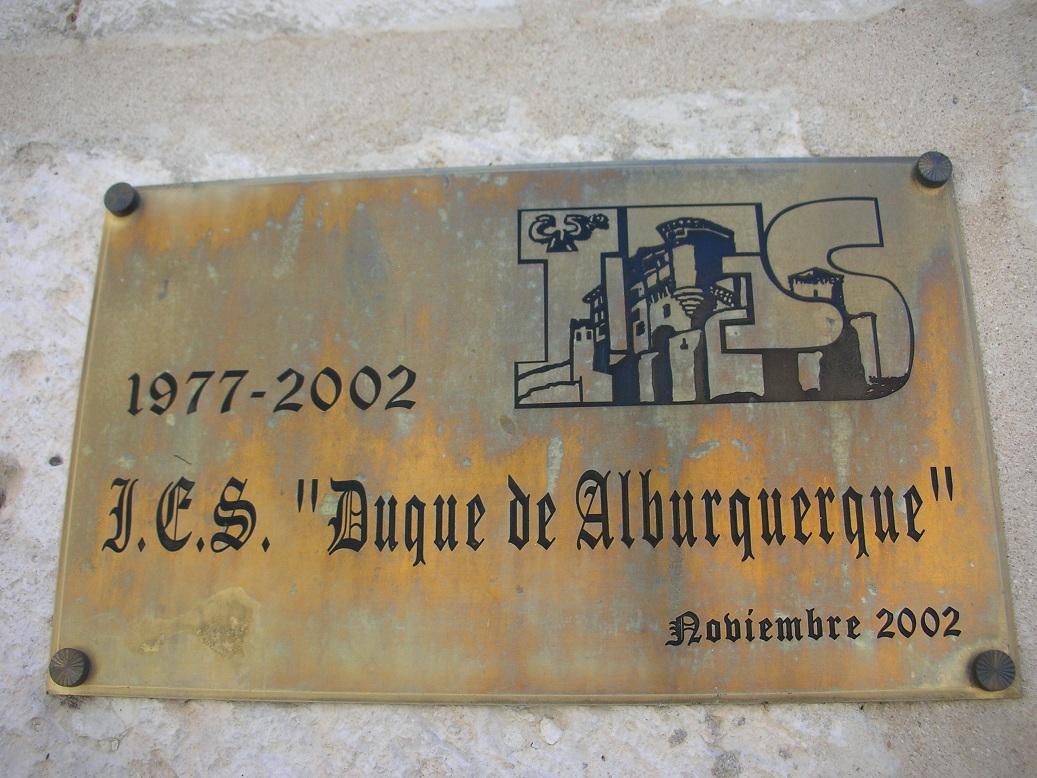 IES
1977-2002
I.E.S. "Duque de Alburquerque"
Noviembre 2002